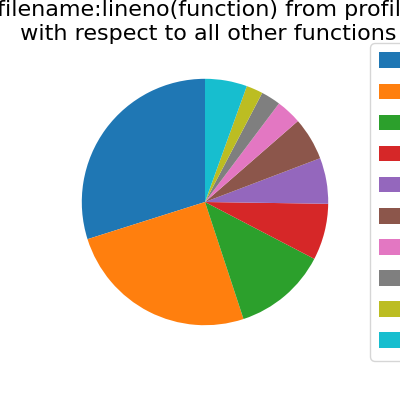 filename:lineno(function) from profil
with respect to all other functions